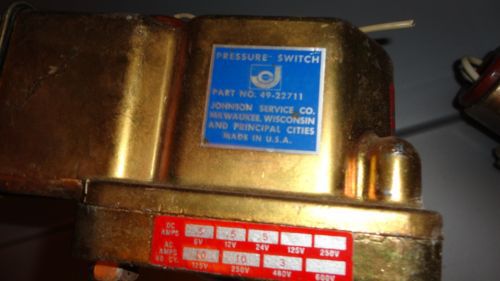 PRESSURE SWITCH
PART NO. 49-22711
JOHNSON SERVICE CO.
MILWAUKEE, WISCONSIN
AND PRINCIPAL CITIES
MADE IN U.S.A.
DC AMPS .5 .5 .5
6V 12V 24V 125V 250V
AC AMPS 60 CY. 10 10 3
125V 250V 480V 600V